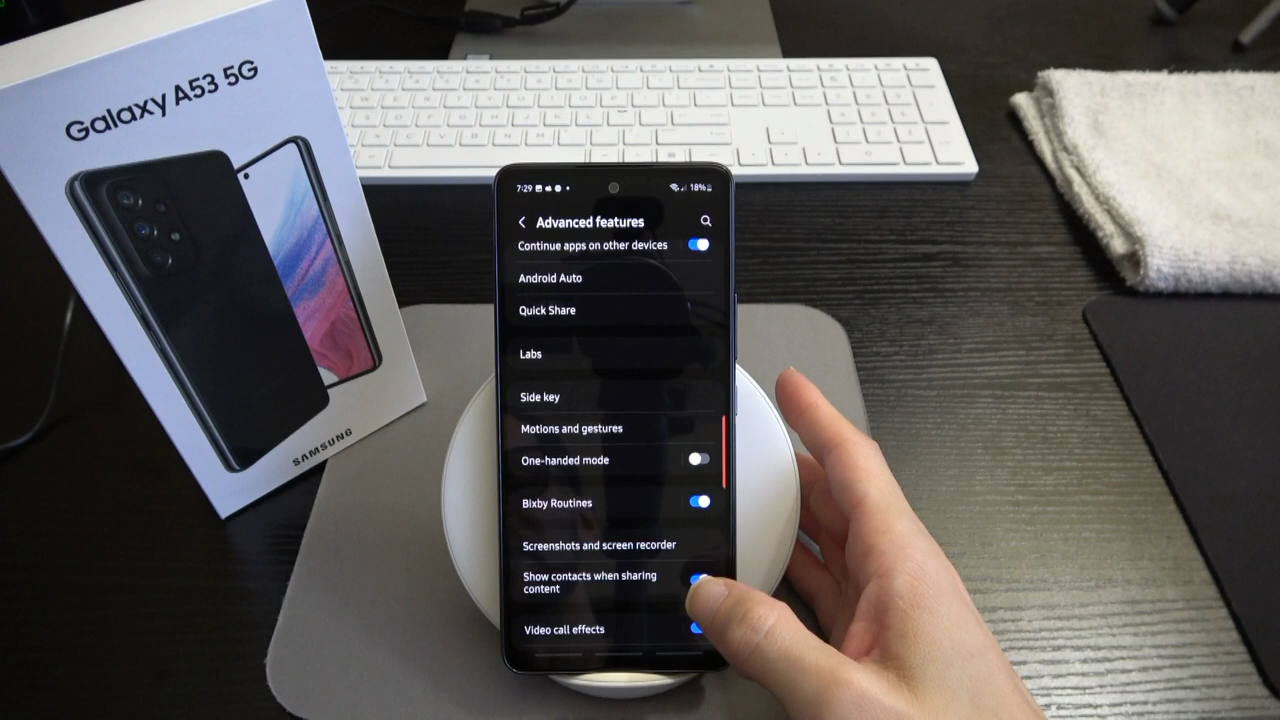 Galaxy A53 5G
SAMSUNG
7:29
18%
Advanced features
Continue apps on other devices
Android Auto
Quick Share
Labs
Side key
Motions and gestures
One-handed mode
Bixby Routines
Screenshots and screen recorder
Show contacts when sharing
content
Video call effects